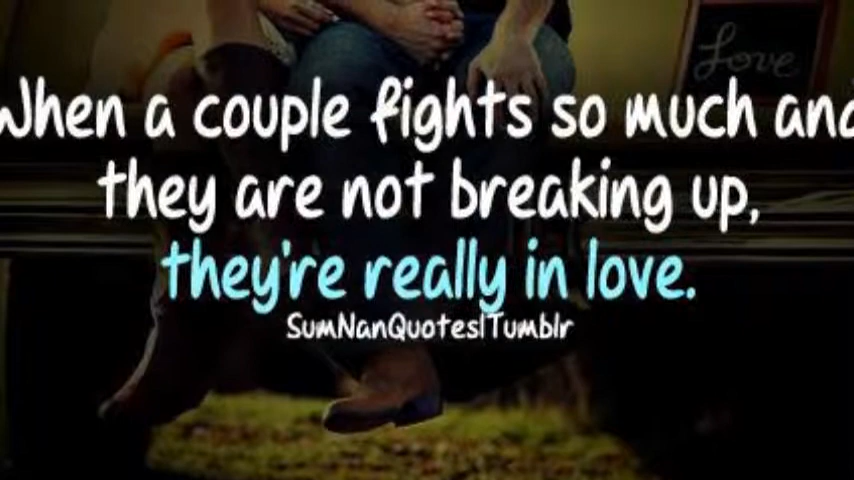 Love
When a couple fights so much and
they are not breaking up,
they're really in love.
SumNanQuotes|Tumblr